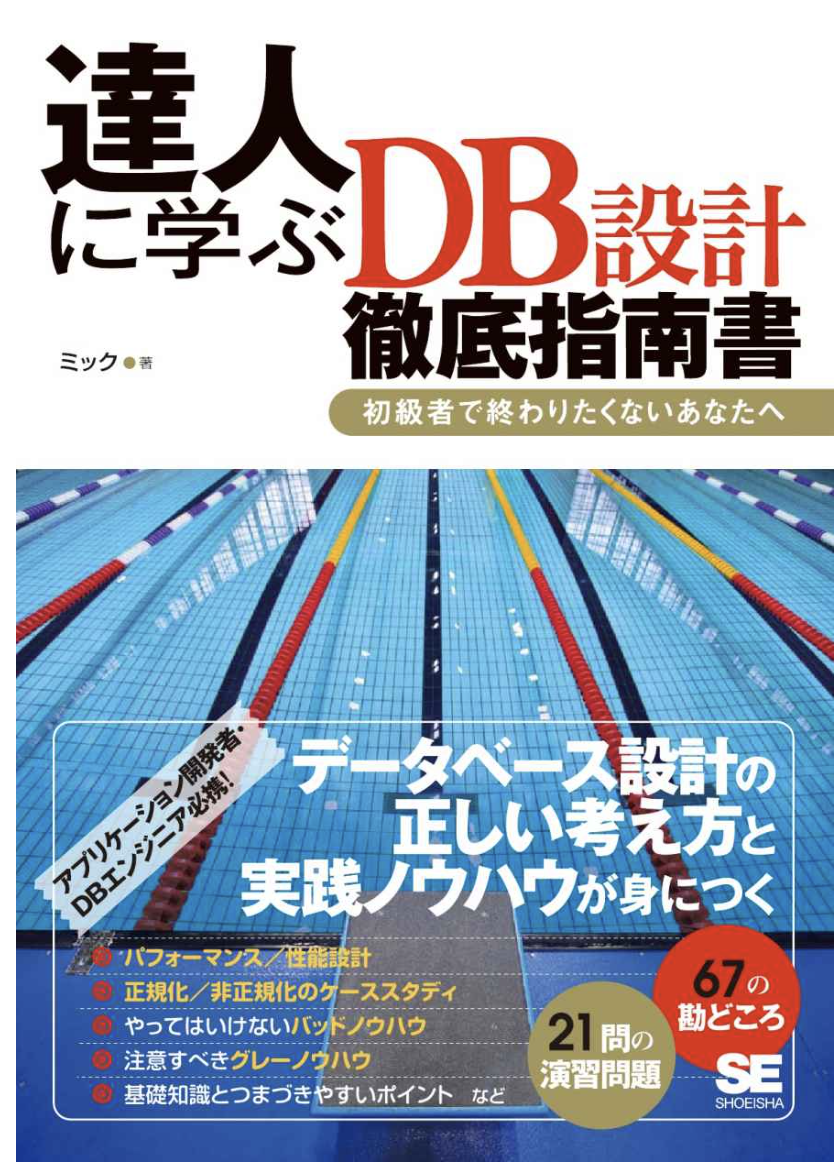 達人
に学ぶ
DB設計
徹底指南書
ミック●著
初級者で終わりたくないあなたへ
アプリケーション開発者・
DBエンジニア必携!
データベース設計の
正しい考え方と
実践ノウハウが身につく
パフォーマンス/性能設計
正規化/非正規化のケーススタディ
やってはいけないバッドノウハウ
注意すべきグレーノウハウ
基礎知識とつまづきやすいポイント など
21問の
演習問題
67の
勘どころ
SE
SHOEISHA